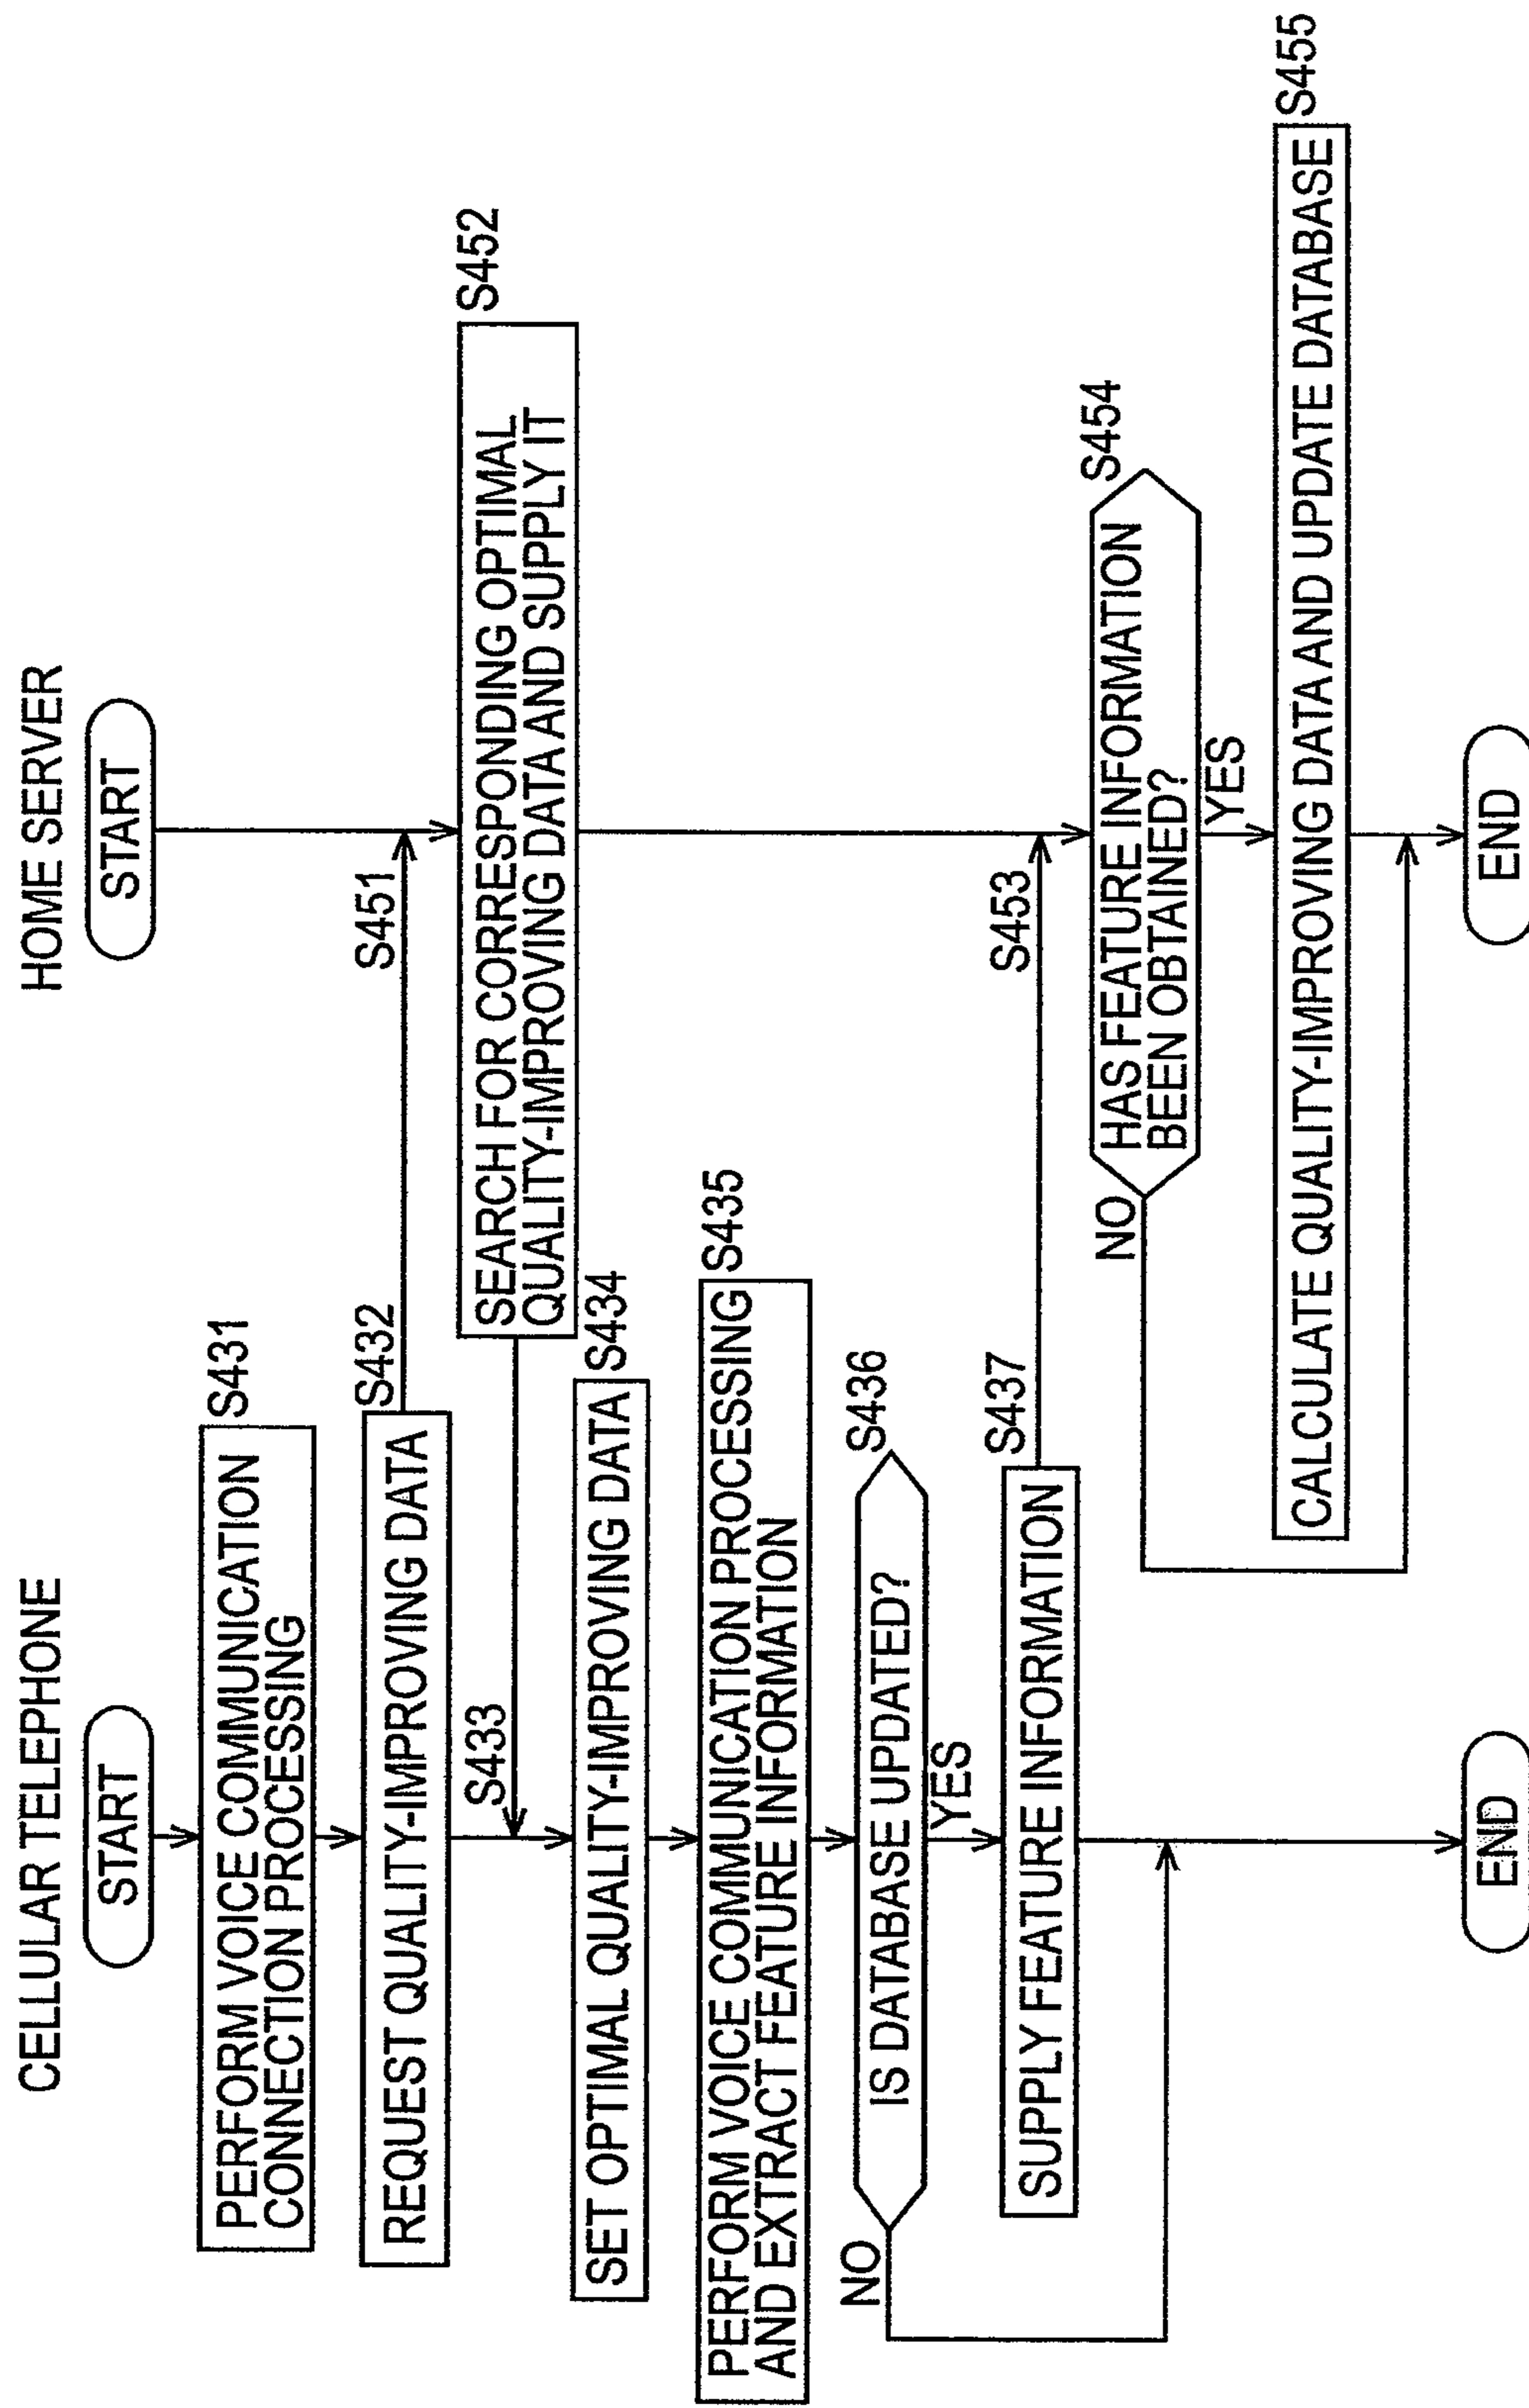 CELLULAR TELEPHONE
START
PERFORM VOICE COMMUNICATION
CONNECTION PROCESSING
S431
REQUEST QUALITY-IMPROVING DATA
S432
S433
SET OPTIMAL QUALITY-IMPROVING DATA
S434
PERFORM VOICE COMMUNICATION PROCESSING
AND EXTRACT FEATURE INFORMATION
S435
IS DATABASE UPDATED?
S436
NO
YES
SUPPLY FEATURE INFORMATION
S437
END
HOME SERVER
START
S451
SEARCH FOR CORRESPONDING OPTIMAL
QUALITY-IMPROVING DATA AND SUPPLY IT
S452
S453
HAS FEATURE INFORMATION
BEEN OBTAINED?
S454
NO
YES
CALCULATE QUALITY-IMPROVING DATA AND UPDATE DATABASE
S455
END